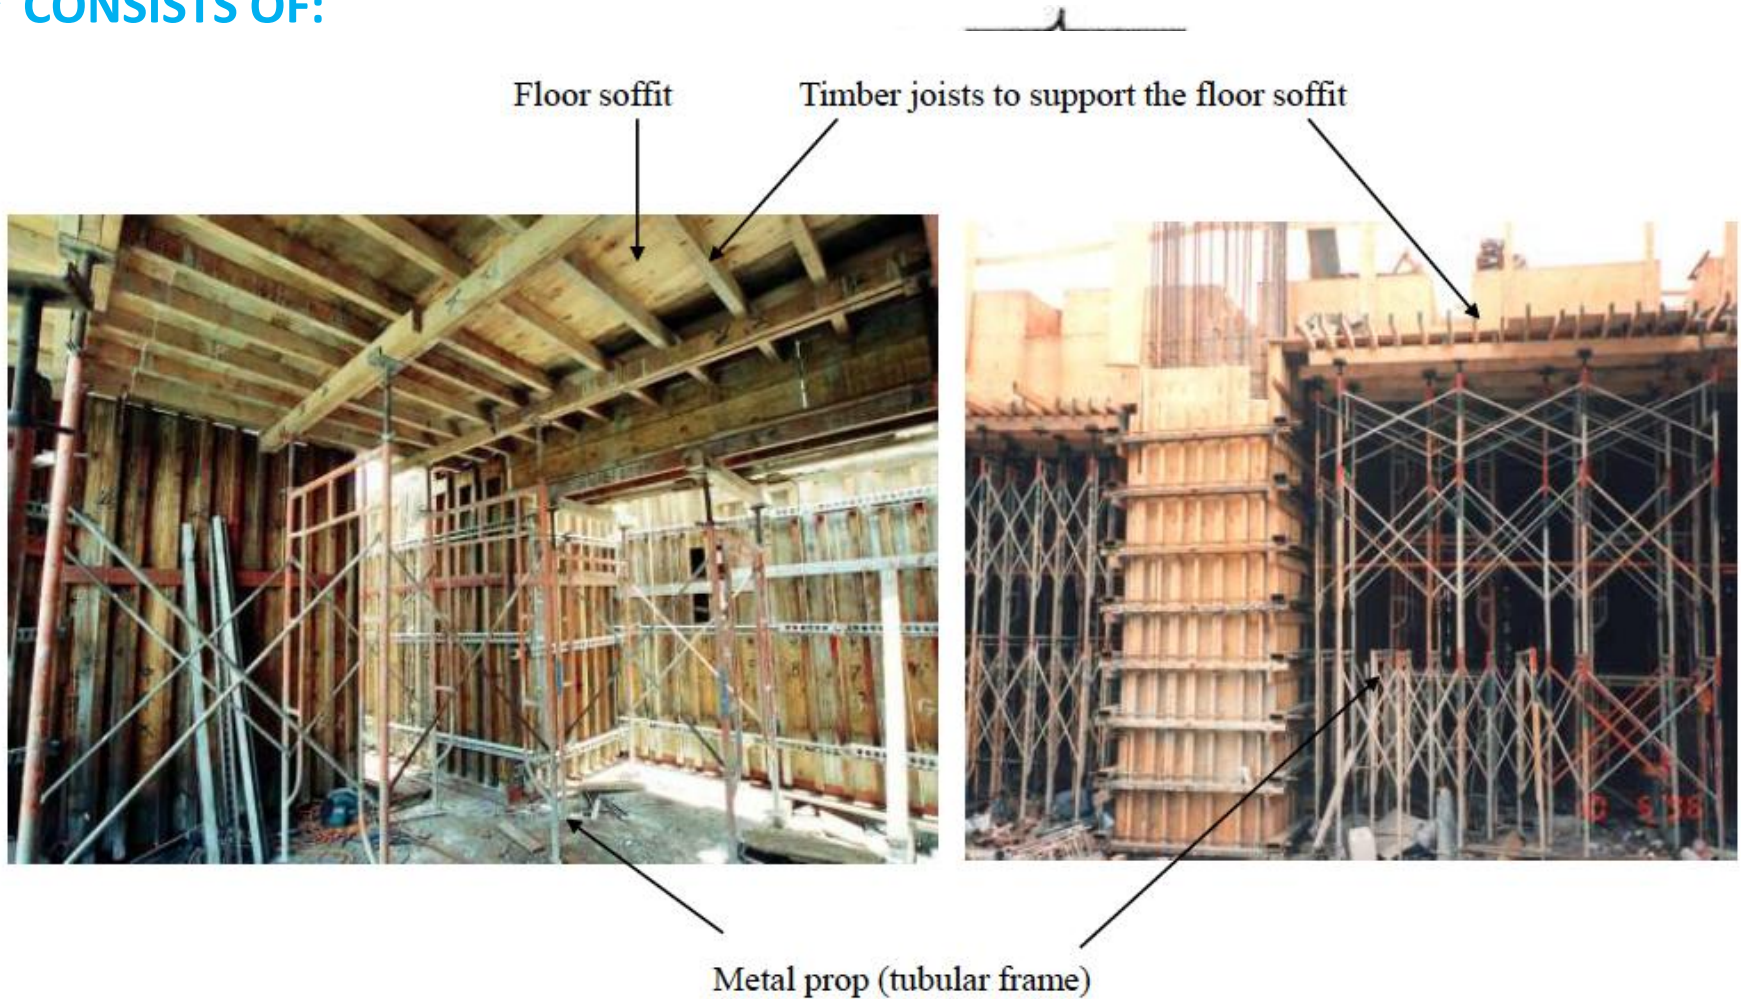 CONSISTS OF:
Floor soffit
Timber joists to support the floor soffit
Metal prop (tubular frame)